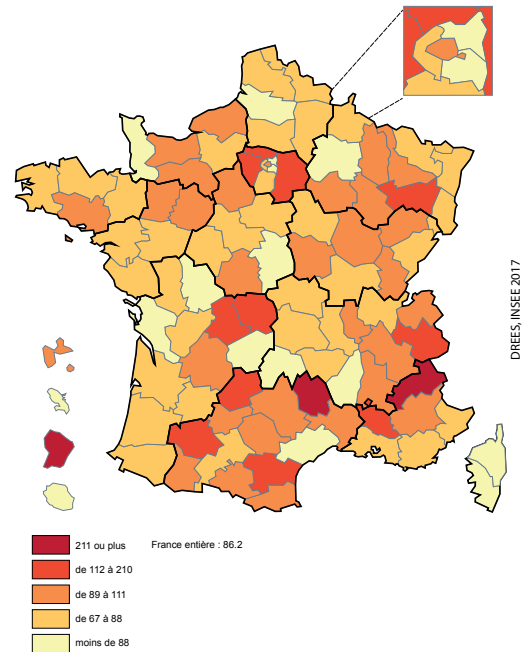 DREES, INSEE 2017
211 ou plus
France entière : 86.2
de 112 à 210
de 89 à 111
de 67 à 88
moins de 88